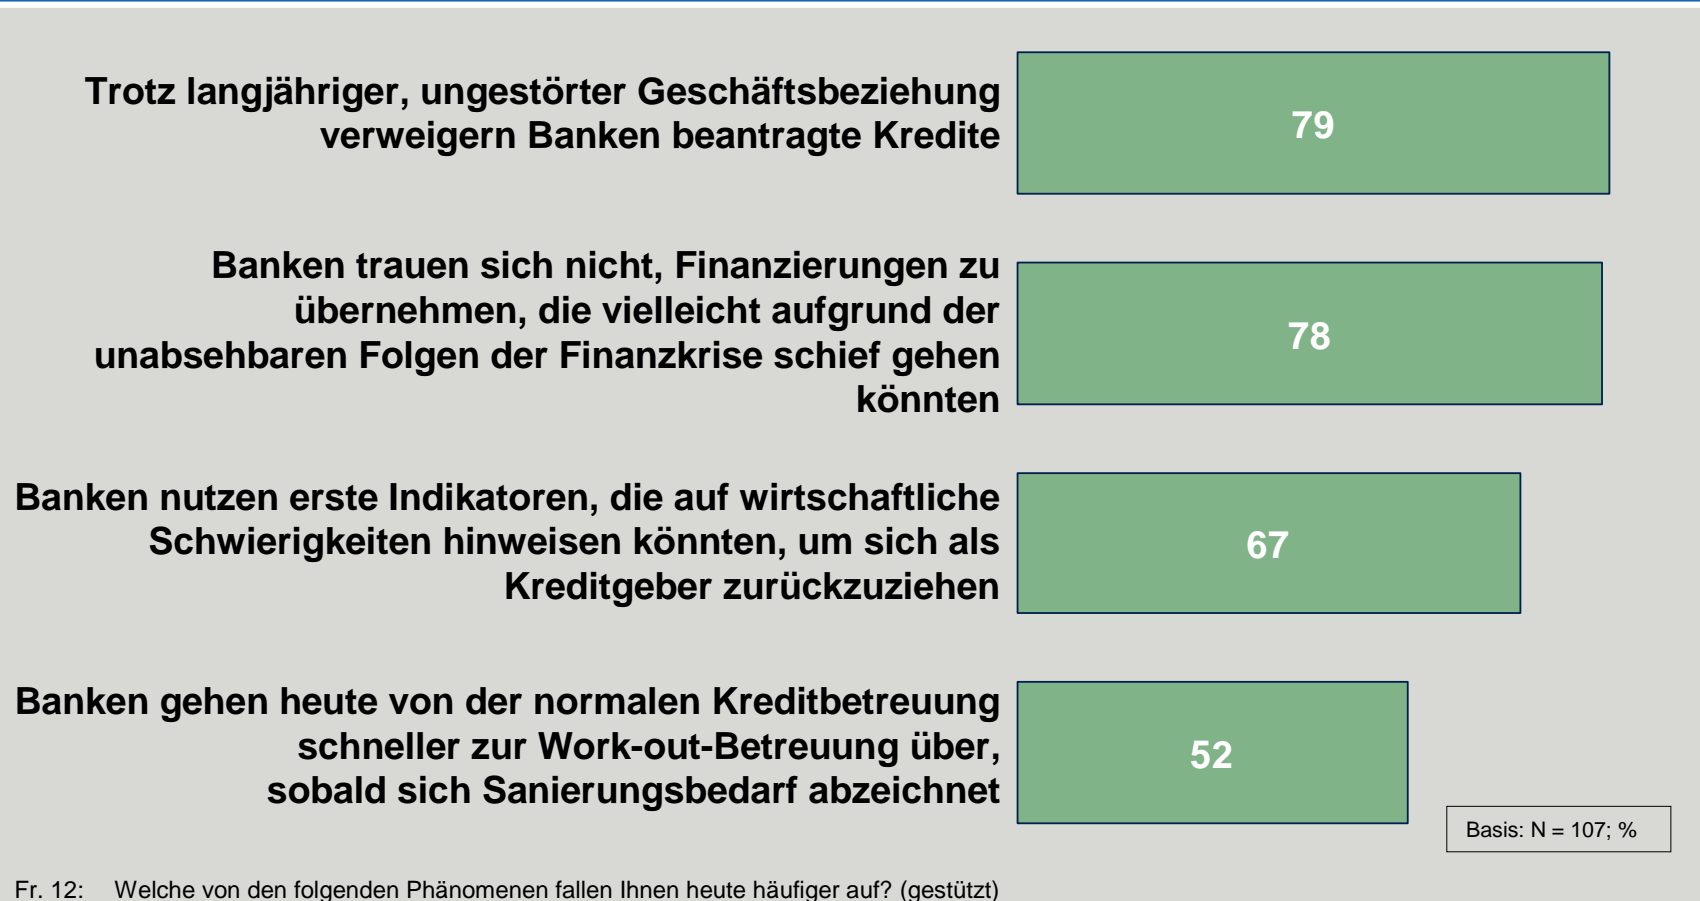 Trotz langjähriger, ungestörter Geschäftsbeziehung
verweigern Banken beantragte Kredite
79
Banken trauen sich nicht, Finanzierungen zu
übernehmen, die vielleicht aufgrund der
unabsehbaren Folgen der Finanzkrise schief gehen
könnten
78
Banken nutzen erste Indikatoren, die auf wirtschaftliche
Schwierigkeiten hinweisen könnten, um sich als
Kreditgeber zurückzuziehen
67
Banken gehen heute von der normalen Kreditbetreuung
schneller zur Work-out-Betreuung über,
sobald sich Sanierungsbedarf abzeichnet
52
Basis: N = 107; %
Fr. 12: Welche von den folgenden Phänomenen fallen Ihnen heute häufiger auf? (gestützt)